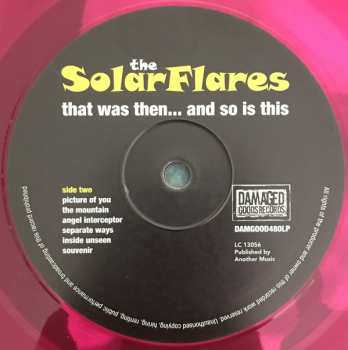 the
SolarFlares
that was then... and so is this
side two
picture of you
the mountain
angel interceptor
separate ways
inside unseen
souvenir
DAMAGED
GOODS RECORDS
DAMGOOD480LP
LC 13056
Published by
Another Music
All rights of the producer and owner of this recorded work reserved. Unauthorised copying, hiring, renting, public performance and broadcasting of this record prohibited